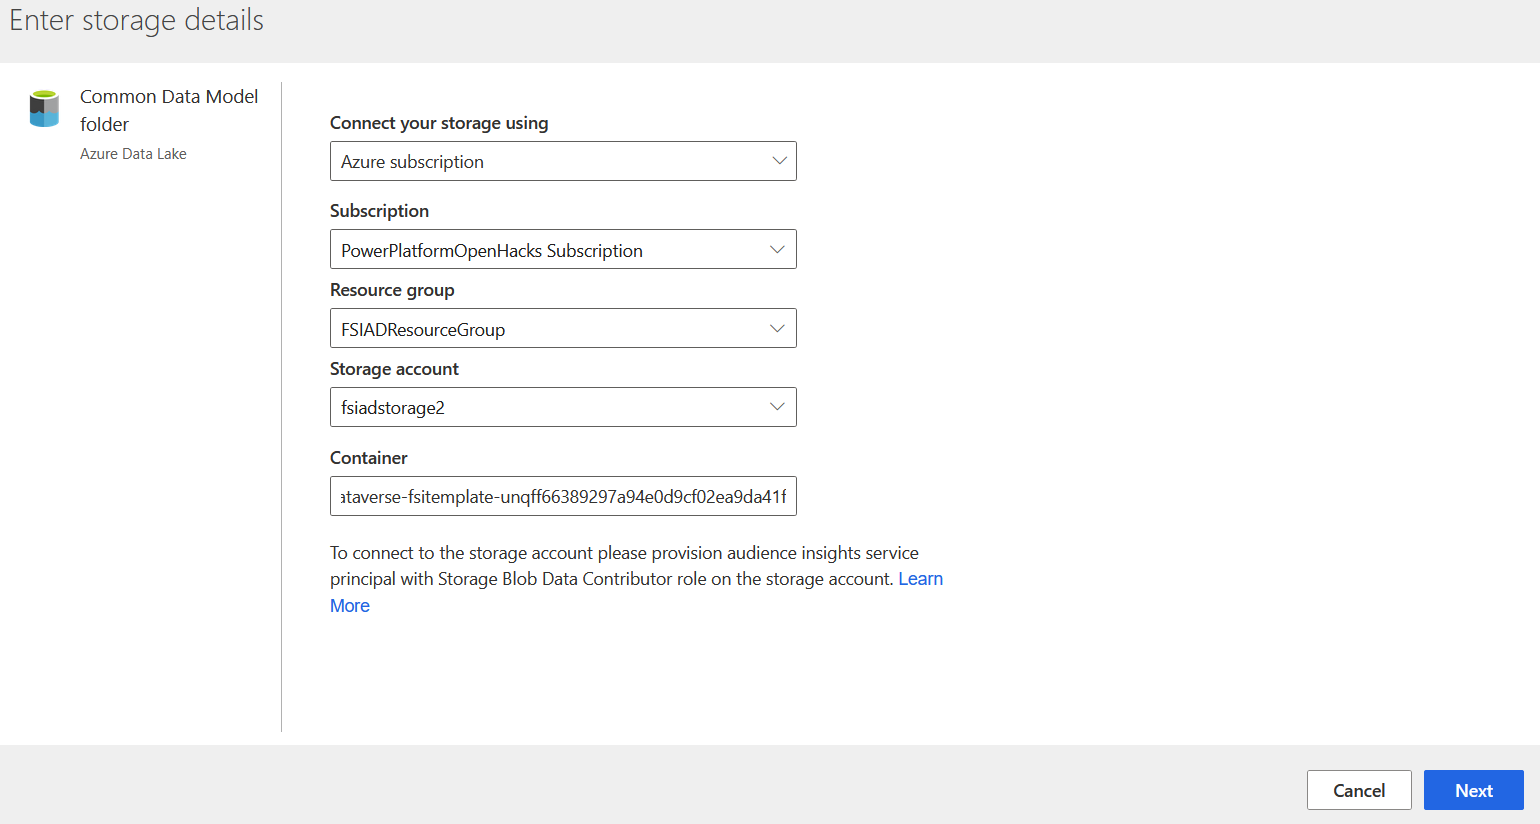 Enter storage details
Common Data Model
folder
Azure Data Lake
Connect your storage using
Azure subscription
Subscription
PowerPlatformOpenHacks Subscription
Resource group
FSIADResourceGroup
Storage account
fsiadstorage2
Container
ataverse-fsitemplate-unqff66389297a94e0d9cf02ea9da41f
To connect to the storage account please provision audience insights service
principal with Storage Blob Data Contributor role on the storage account. Learn
More
Cancel
Next